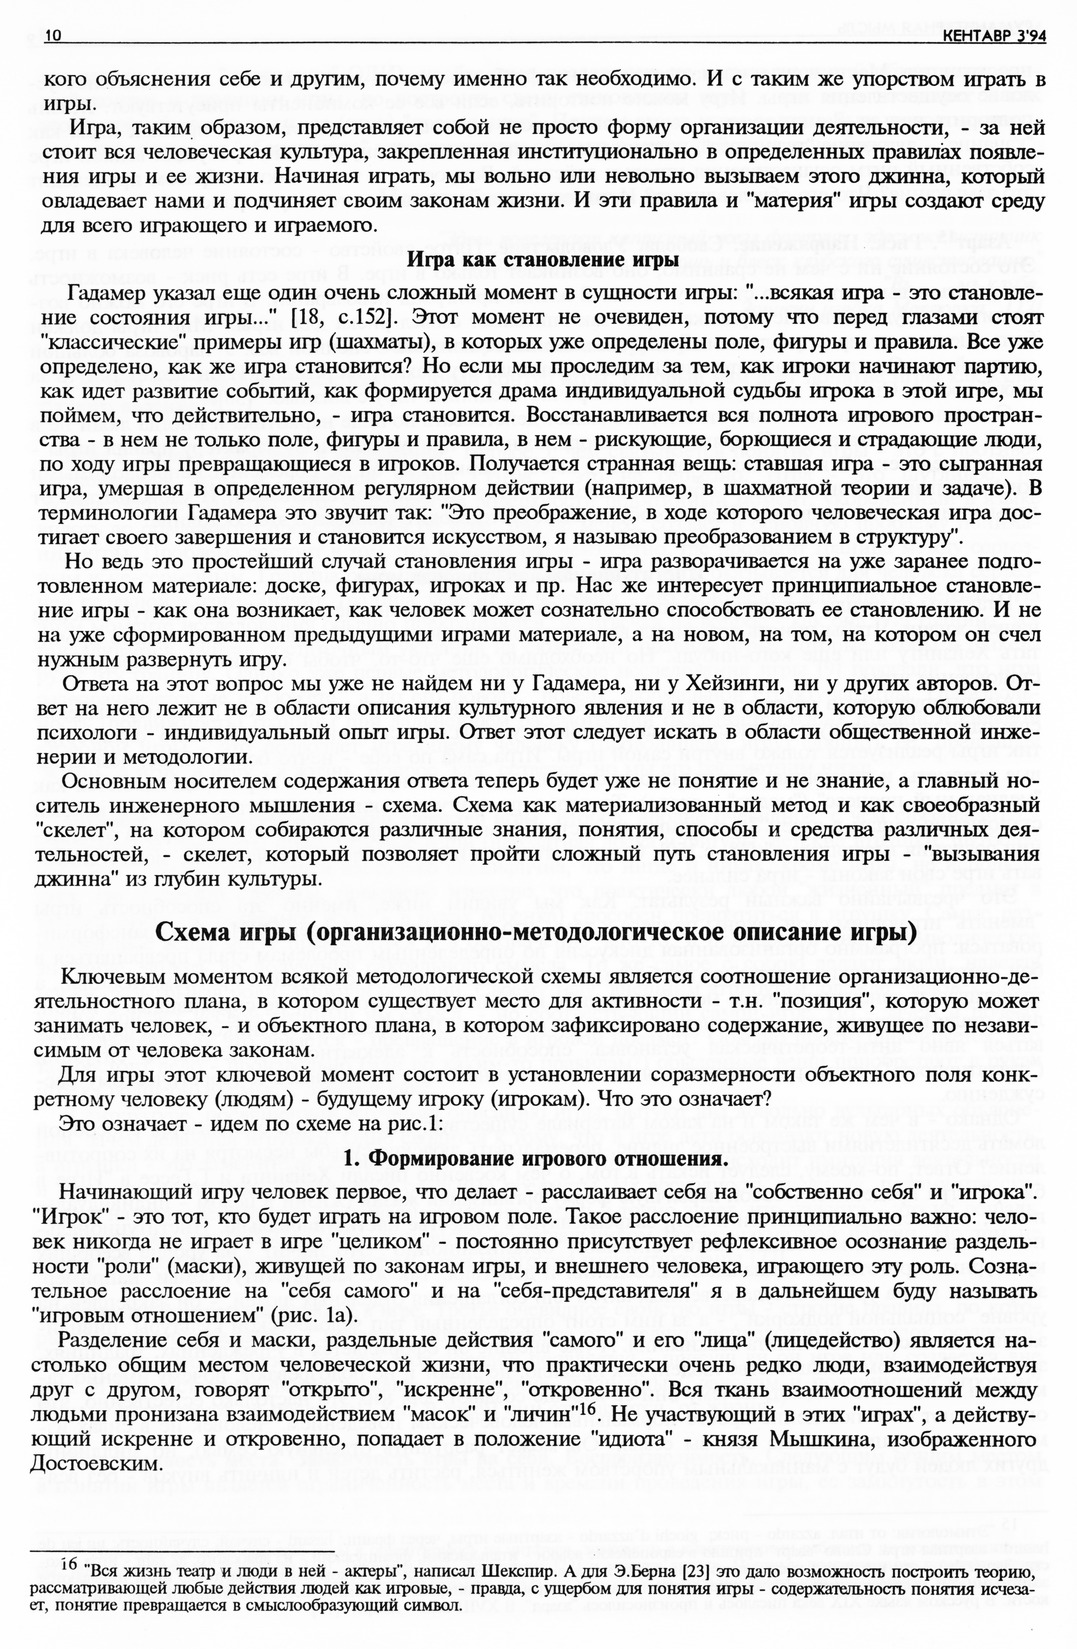 10 КЕНТАВР 3'94
кого объяснения себе и другим, почему именно так необходимо. И с таким же упорством играть в
игры.
Игра, таким образом, представляет собой не просто форму организации деятельности, - за ней
стоит вся человеческая культура, закрепленная институционально в определенных правилах появле-
ния игры и ее жизни. Начиная играть, мы вольно или невольно вызываем этого джинна, который
овладевает нами и подчиняет своим законам жизни. И эти правила и "материя" игры создают среду
для всего играющего и играемого.
Игра как становление игры
Гадамер указал еще один очень сложный момент в сущности игры: "...всякая игра - это становле-
ние состояния игры..." [18, с.152]. Этот момент не очевиден, потому что перед глазами стоят
"классические" примеры игр (шахматы), в которых уже определены поле, фигуры и правила. Все уже
определено, как же игра становится? Но если мы проследим за тем, как игроки начинают партию,
как идет развитие событий, как формируется драма индивидуальной судьбы игрока в этой игре, мы
поймем, что действительно, - игра становится. Восстанавливается вся полнота игрового простран-
ства - в нем не только поле, фигуры и правила, в нем - рискующие, борющиеся и страдающие люди,
по ходу игры превращающиеся в игроков. Получается странная вещь: ставшая игра - это сыгранная
игра, умершая в определенном регулярном действии (например, в шахматной теории и задаче). В
терминологии Гадамера это звучит так: "Это преображение, в ходе которого человеческая игра дос-
тигает своего завершения и становится искусством, я называю преобразованием в структуру".
Но ведь это простейший случай становления игры - игра разворачивается на уже заранее подго-
товленном материале: доске, фигурах, игроках и пр. Нас же интересует принципиальное становле-
ние игры - как она возникает, как человек может сознательно способствовать ее становлению. И не
на уже сформированном предыдущими играми материале, а на новом, на том, на котором он счел
нужным развернуть игру.
Ответа на этот вопрос мы уже не найдем ни у Гадамера, ни у Хейзинги, ни у других авторов. От-
вет на него лежит не в области описания культурного явления и не в области, которую облюбовали
психологи - индивидуальный опыт игры. Ответ этот следует искать в области общественной инже-
нерии и методологии.
Основным носителем содержания ответа теперь будет уже не понятие и не знание, а главный но-
ситель инженерного мышления - схема. Схема как материализованный метод и как своеобразный
"скелет", на котором собираются различные знания, понятия, способы и средства различных дея-
тельностей, - скелет, который позволяет пройти сложный путь становления игры - "вызывания
джинна" из глубин культуры.
Схема игры (организационно-методологическое описание игры)
Ключевым моментом всякой методологической схемы является соотношение организационно-де-
ятельностного плана, в котором существует место для активности - т.н. "позиция", которую может
занимать человек, - и объектного плана, в котором зафиксировано содержание, живущее по незави-
симым от человека законам.
Для игры этот ключевой момент состоит в установлении соразмерности объектного поля конк-
ретному человеку (людям) - будущему игроку (игрокам). Что это означает?
Это означает - идем по схеме на рис.1:
1. Формирование игрового отношения.
Начинающий игру человек первое, что делает - расслаивает себя на "собственно себя" и "игрока".
"Игрок" - это тот, кто будет играть на игровом поле. Такое расслоение принципиально важно: чело-
век никогда не играет в игре "целиком" - постоянно присутствует рефлексивное осознание раздель-
ности "роли" (маски), живущей по законам игры, и внешнего человека, играющего эту роль. Созна-
тельное расслоение на "себя самого" и на "себя-представителя" я в дальнейшем буду называть
"игровым отношением" (рис. 1а).
Разделение себя и маски, раздельные действия "самого" и его "лица" (лицедейство) является на-
столько общим местом человеческой жизни, что практически очень редко люди, взаимодействуя
друг с другом, говорят "открыто", "искренне", "откровенно". Вся ткань взаимоотношений между
людьми пронизана взаимодействием "масок" и "личин"16. Не участвующий в этих "играх", а действу-
ющий искренне и откровенно, попадает в положение "идиота" - князя Мышкина, изображенного
Достоевским.
16 "Вся жизнь театр и люди в ней - актеры", написал Шекспир. А для Э.Берна [23] это дало возможность построить теорию,
рассматривающей любые действия людей как игровые, - правда, с ущербом для понятия игры - содержательность понятия исчеза-
ет, понятие превращается в смыслообразующий символ.